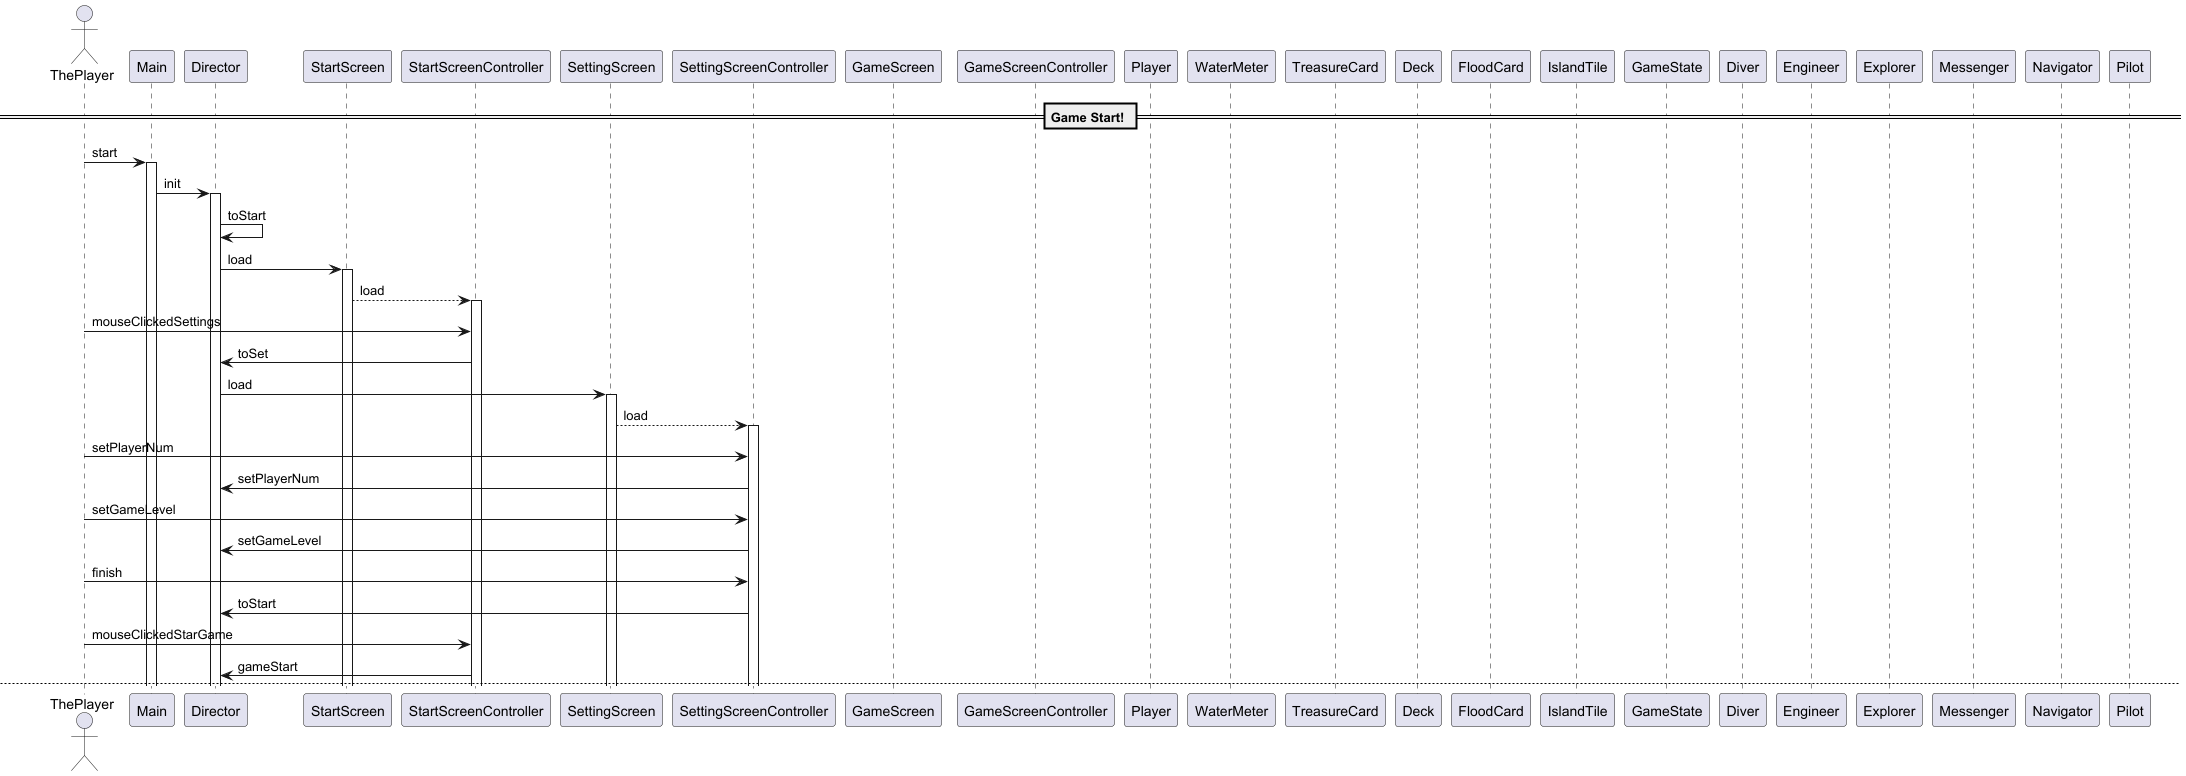 ThePlayer Main Director StartScreen StartScreenController SettingScreen SettingScreenController GameScreen GameScreenController Player WaterMeter TreasureCard Deck FloodCard IslandTile GameState Diver Engineer Explorer Messenger Navigator Pilot
Game Start!
start
init
toStart
load
load
mouseClickedSettings
toSet
load
load
setPlayerNum
setPlayerNum
setGameLevel
setGameLevel
finish
toStart
mouseClickedStarGame
gameStart
ThePlayer Main Director StartScreen StartScreenController SettingScreen SettingScreenController GameScreen GameScreenController Player WaterMeter TreasureCard Deck FloodCard IslandTile GameState Diver Engineer Explorer Messenger Navigator Pilot